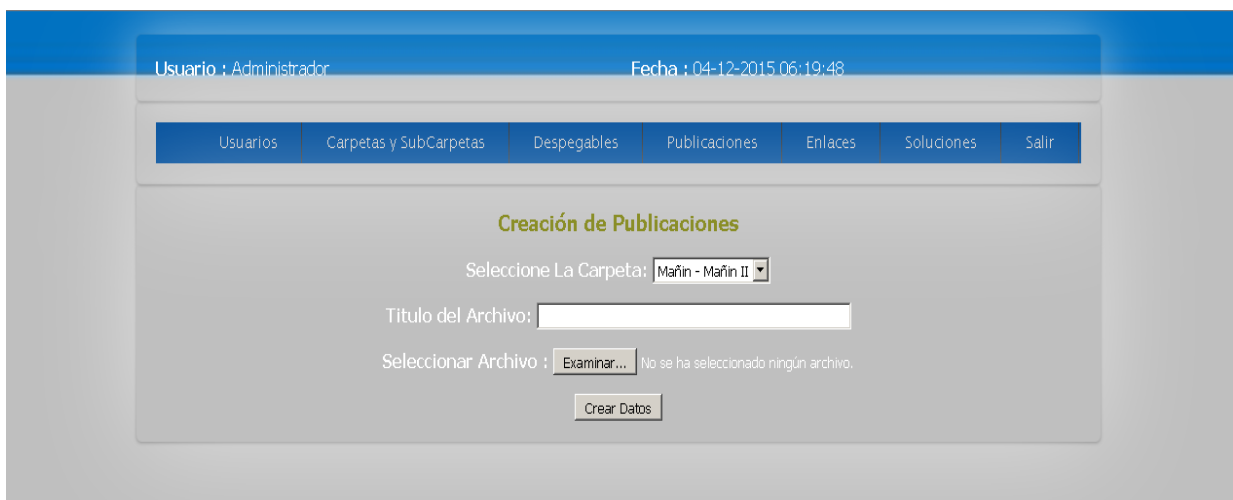 Usuario : Administrador Fecha : 04-12-2015 06:19:48
Usuarios Carpetas y SubCarpetas Despegables Publicaciones Enlaces Soluciones Salir
Creación de Publicaciones
Seleccione La Carpeta: Mañin - Mañin II
Titulo del Archivo:
Seleccionar Archivo : Examinar... No se ha seleccionado ningún archivo.
Crear Datos